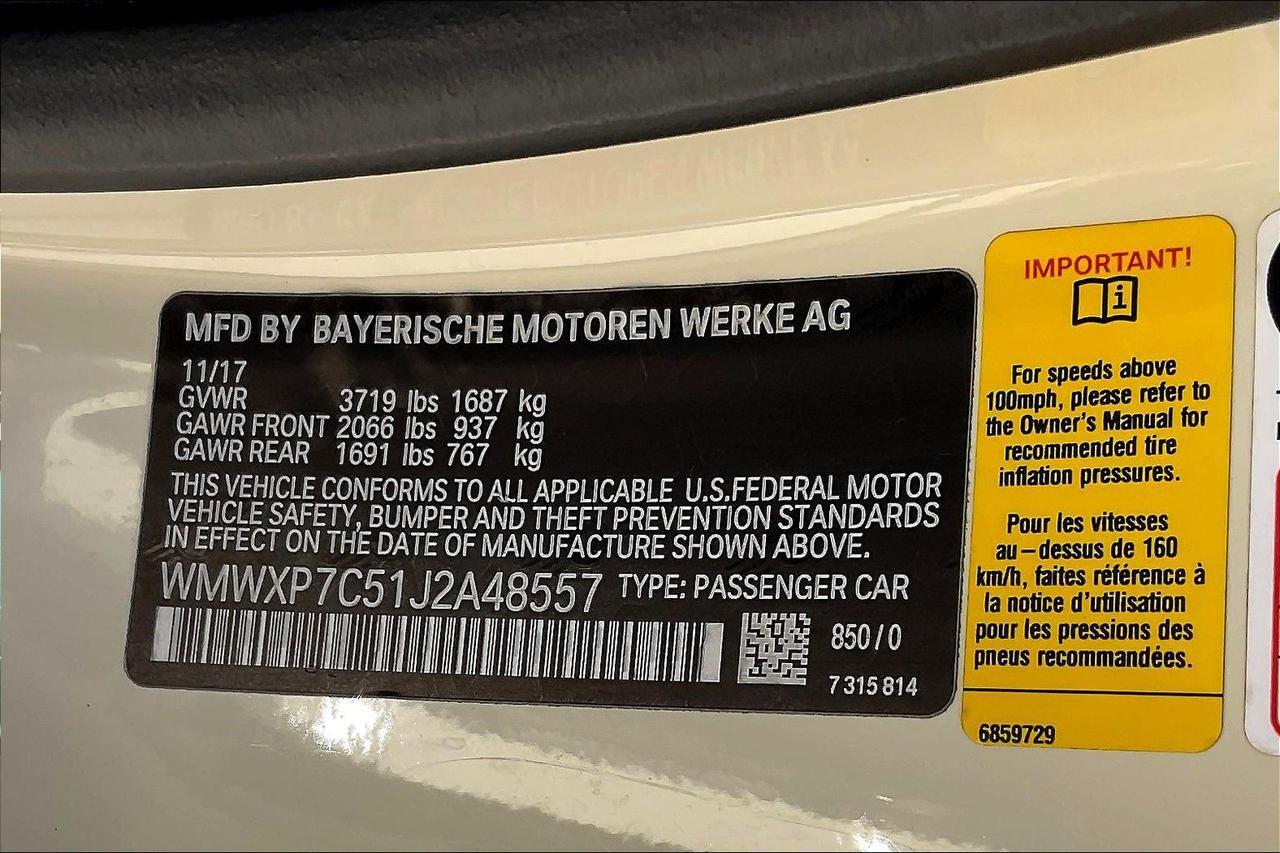 MFD BY BAYERISCHE MOTOREN WERKE AG
11/17
GVWR 3719 lbs 1687 kg
GAWR FRONT 2066 lbs 937 kg
GAWR REAR 1691 lbs 767 kg
THIS VEHICLE CONFORMS TO ALL APPLICABLE U.S.FEDERAL MOTOR
VEHICLE SAFETY, BUMPER AND THEFT PREVENTION STANDARDS
IN EFFECT ON THE DATE OF MANUFACTURE SHOWN ABOVE.
WMWXP7C51J2A48557 TYPE: PASSENGER CAR
850/0
7315814
IMPORTANT!
i
For speeds above
100mph, please refer to
the Owner's Manual for
recommended tire
inflation pressures.
Pour les vitesses
au-dessus de 160
km/h, faites référence à
la notice d'utilisation
pour les pressions des
pneus recommandées.
6859729